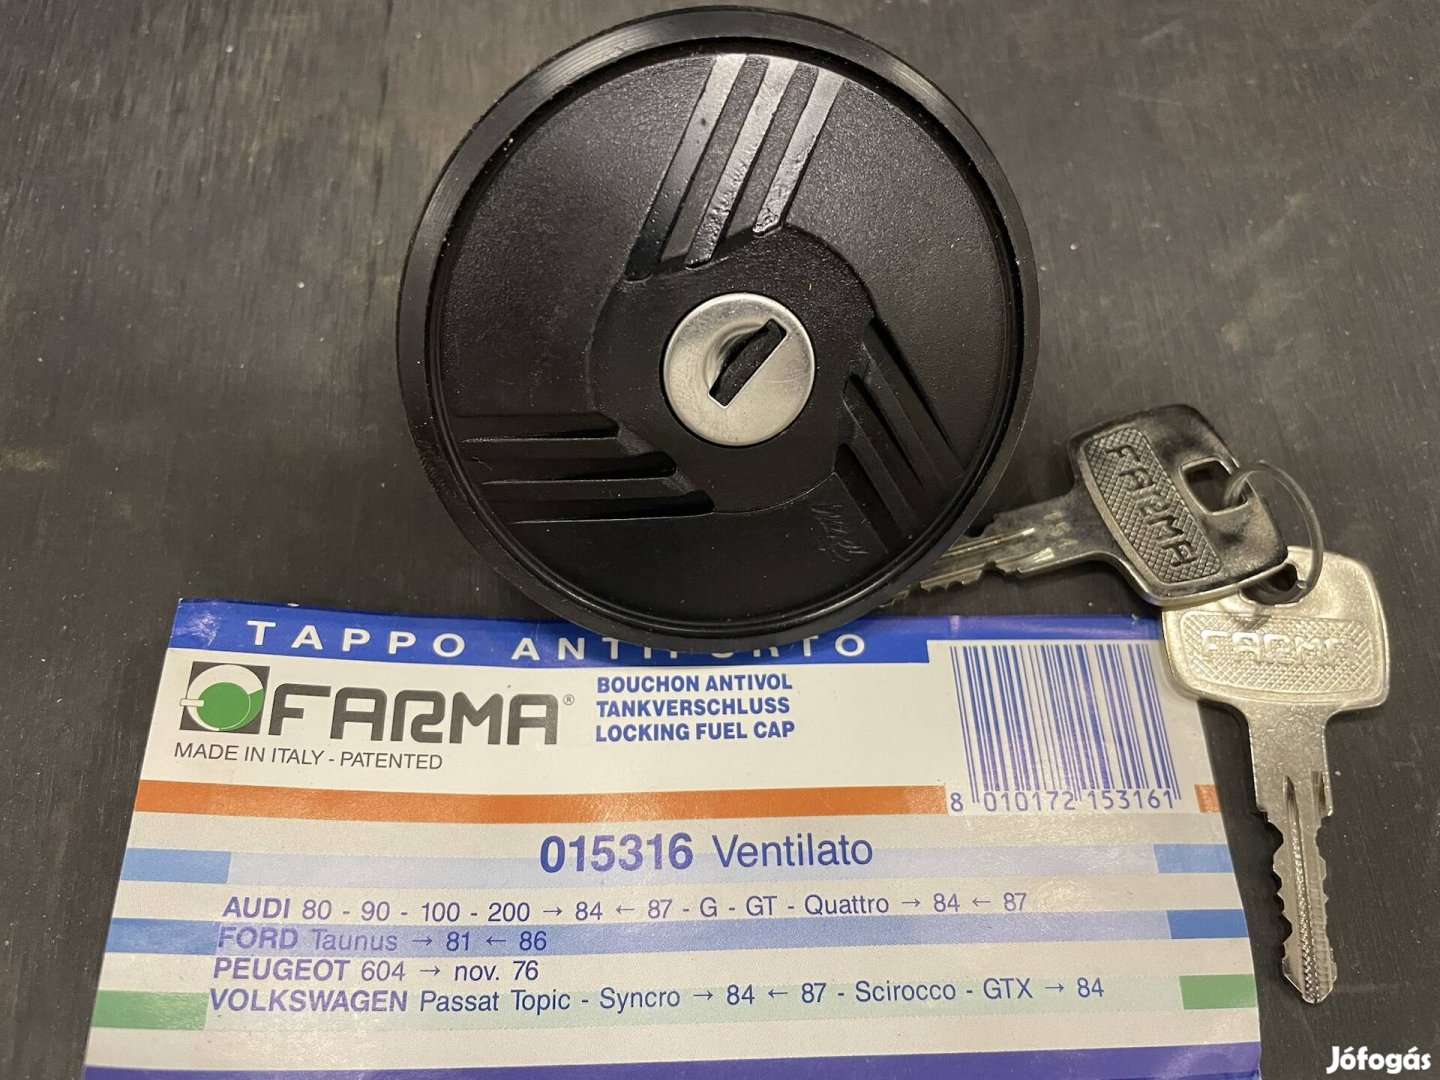 FARMA
FARMA
TAPPO ANTIFURTO
FARMA®
BOUCHON ANTIVOL
TANKVERSCHLUSS
LOCKING FUEL CAP
MADE IN ITALY - PATENTED
8 010172 153161
015316 Ventilato
AUDI 80 - 90 - 100 - 200 → 84 ← 87 - G - GT - Quattro → 84 ← 87
FORD Taunus → 81 ← 86
PEUGEOT 604 → nov. 76
VOLKSWAGEN Passat Topic - Syncro → 84 ← 87 - Scirocco - GTX → 84
Jófogás